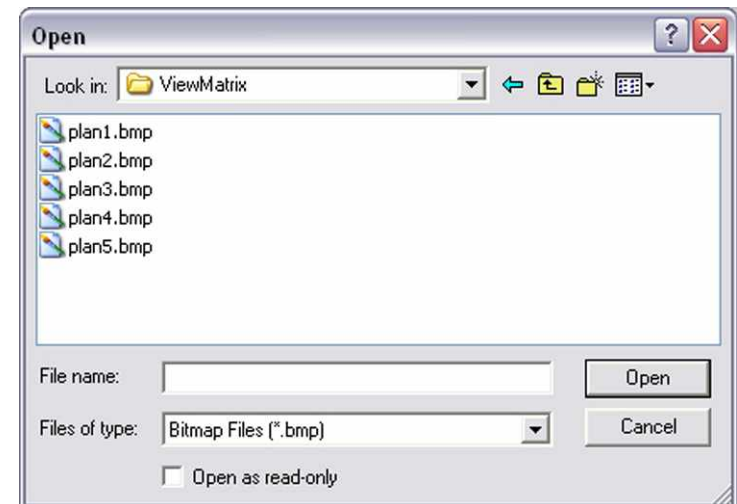 Open
Look in: ViewMatrix
plan1.bmp
plan2.bmp
plan3.bmp
plan4.bmp
plan5.bmp
File name: Open
Files of type: Bitmap Files (*.bmp) Cancel
Open as read-only